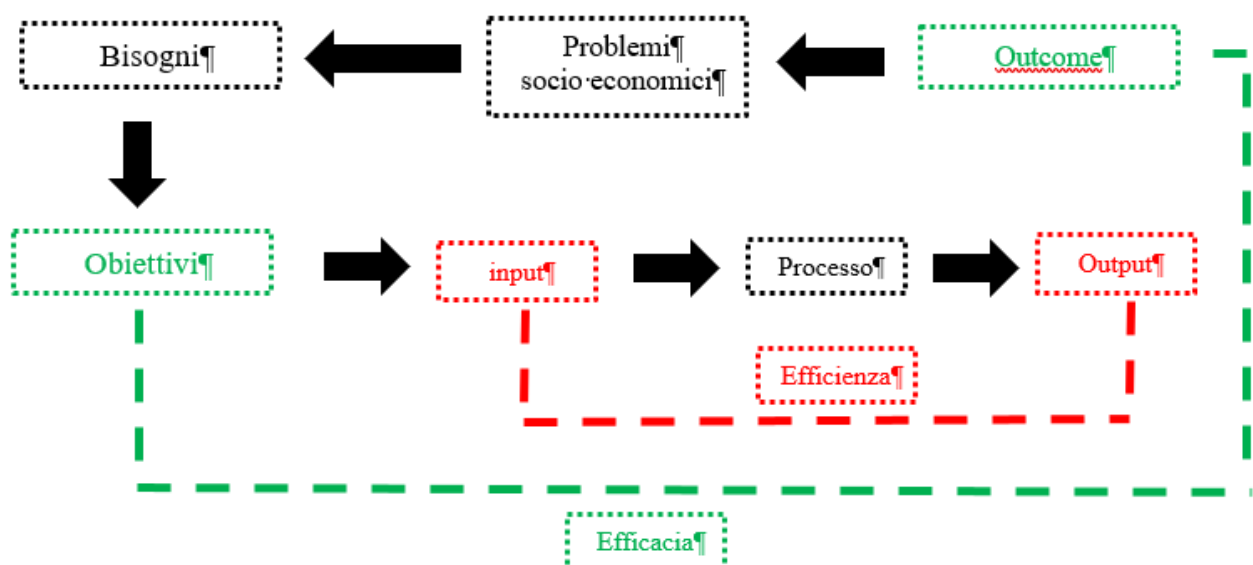 Bisogni¶
Problemi¶
socio·economici¶
Outcome¶
Obiettivi¶
input¶
Processo¶
Output¶
Efficienza¶
Efficacia¶